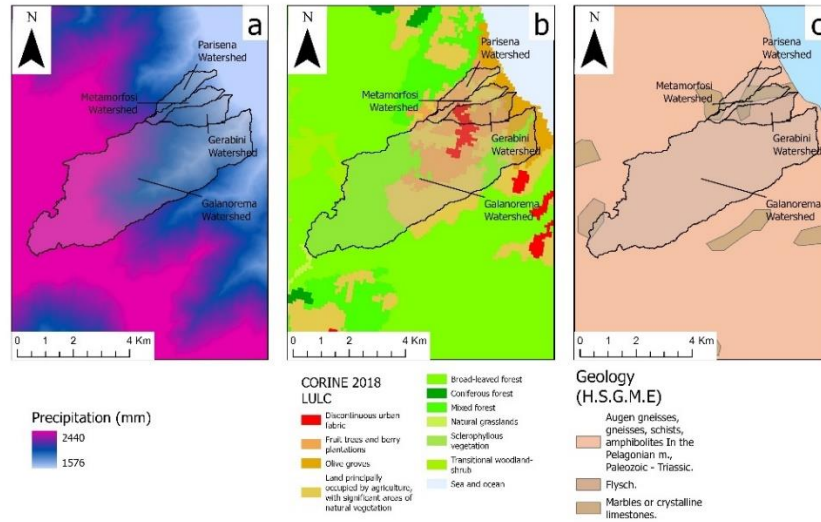 N
a
Parisena
Watershed
Metamorfosi
Watershed
Gerabini
Watershed
Galanorema
Watershed
0 1 2 4 Km
Precipitation (mm)
2440
1576
N
b
Parisena
Watershed
Metamorfosi
Watershed
Gerabini
Watershed
Galanorema
Watershed
0 1 2 4 Km
CORINE 2018
LULC
Discontinuous urban
fabric
Fruit trees and berry
plantations
Olive groves
Land principally
occupied by agriculture,
with significant areas of
natural vegetation
Broad-leaved forest
Coniferous forest
Mixed forest
Natural grasslands
Sclerophyllous
vegetation
Transitional woodland-
shrub
Sea and ocean
N
c
Parisena
Watershed
Metamorfosi
Watershed
Gerabini
Watershed
Galanorema
Watershed
0 1 2 4 Km
Geology
(H.S.G.M.E)
Augen gneisses,
gneisses, schists,
amphibolites In the
Pelagonian m.,
Paleozoic - Triassic.
Flysch.
Marbles or crystalline
limestones.